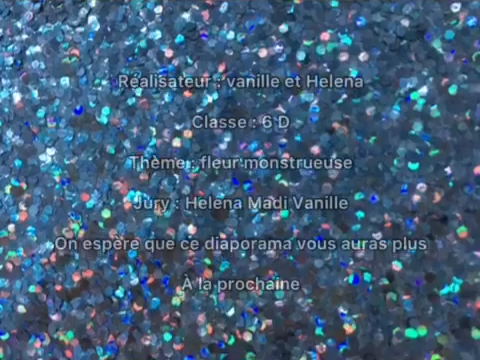 Réalisateur : vanille et Helena
Classe : 6 D
Thème : fleur monstrueuse
Jury : Helena Madi Vanille
On espère que ce diaporama vous auras plus
À la prochaine